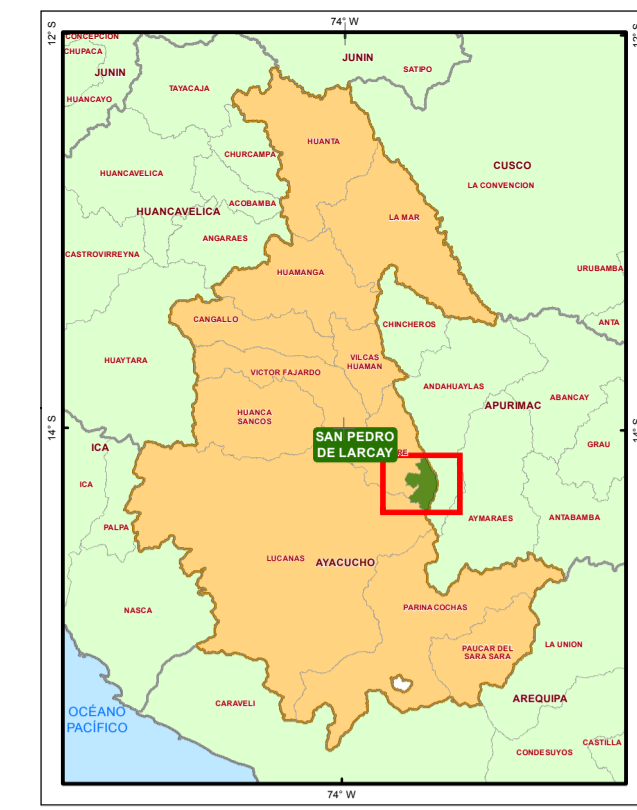 74° W
12° S
12° S
CONCEPCION
CHUPACA
JUNIN
JUNIN
SATIPO
TAYACAJA
HUANCAYO
HUANTA
CHURCAMPA
CUSCO
HUANCAVELICA
LA CONVENCION
ACOBAMBA
HUANCAVELICA
LA MAR
ANGARAES
CASTROVIRREYNA
URUBAMBA
HUAMANGA
CANGALLO
CHINCHEROS
ANTA
HUAYTARA
VILCAS
HUAMAN
VICTOR FAJARDO
ANDAHUAYLAS
ABANCAY
APURIMAC
HUANCA
SANCOS
14° S
14° S
SAN PEDRO
DE LARCAY
RE
GRAU
ICA
ICA
AYMARAES
ANTABAMBA
PALPA
LUCANAS
AYACUCHO
NASCA
PARINACOCHAS
PAUCAR DEL
SARA SARA
LA UNION
CARAVELI
AREQUIPA
OCÉANO
PACÍFICO
CASTILLA
CONDESUYOS
74° W